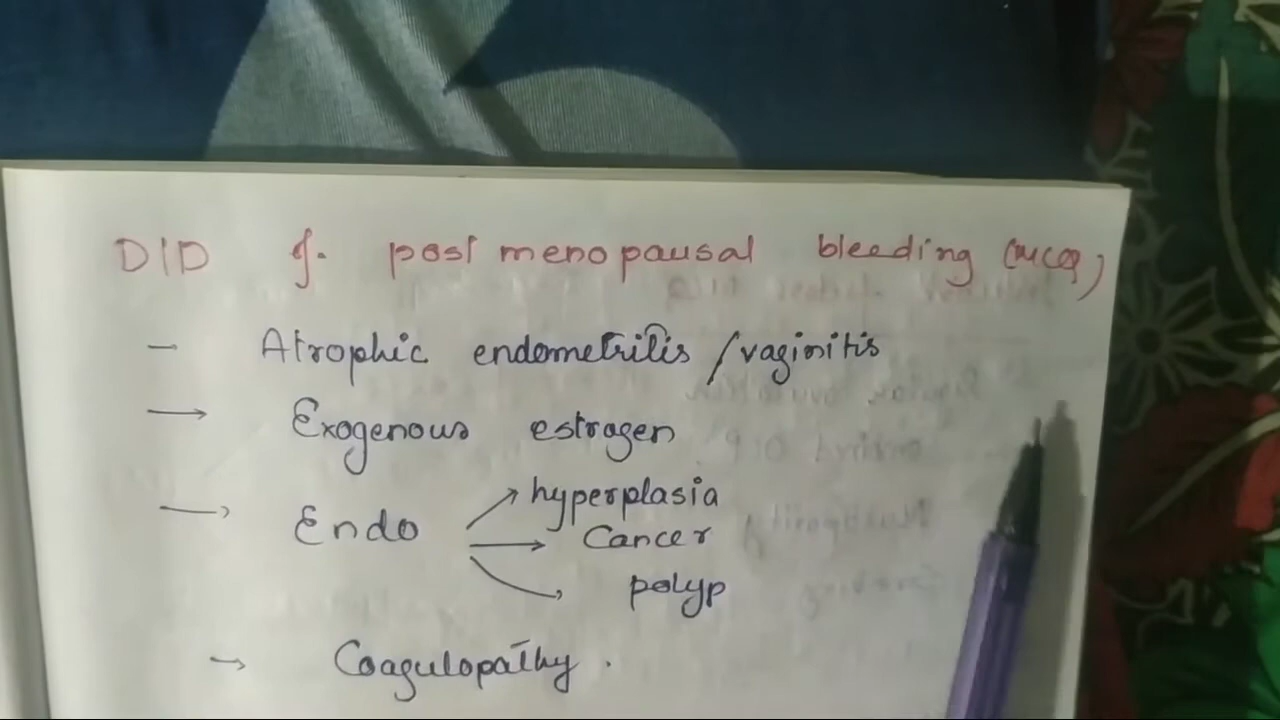 D/D of post menopausal bleeding (MCQ)
- Atrophic endometritis / vaginitis
→ Exogenous estrogen
→ Endo → hyperplasia
→ Cancer
→ polyp
→ Coagulopathy.